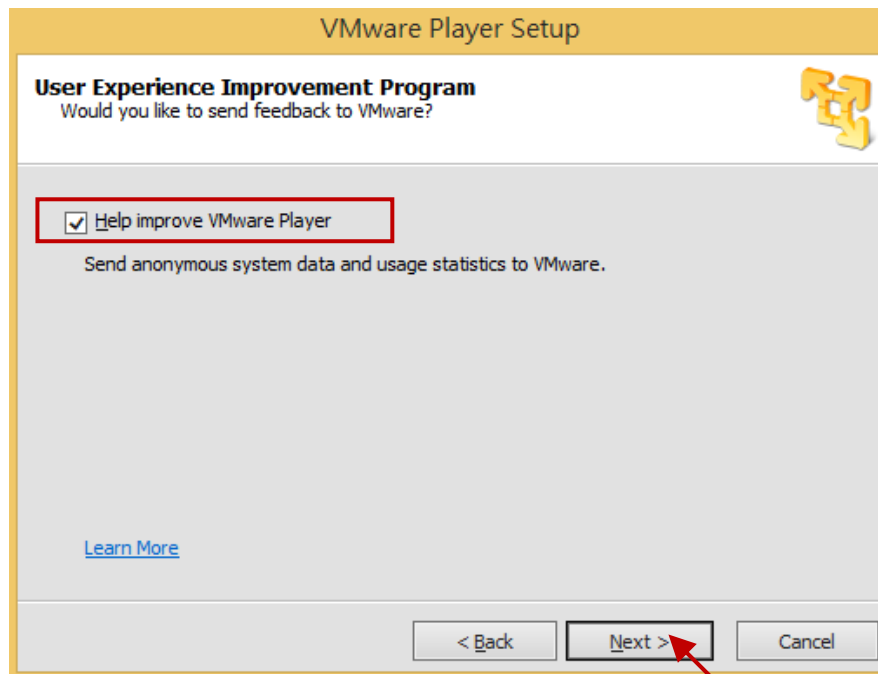 VMware Player Setup
User Experience Improvement Program
Would you like to send feedback to VMware?
Help improve VMware Player
Send anonymous system data and usage statistics to VMware.
Learn More
< Back Next > Cancel